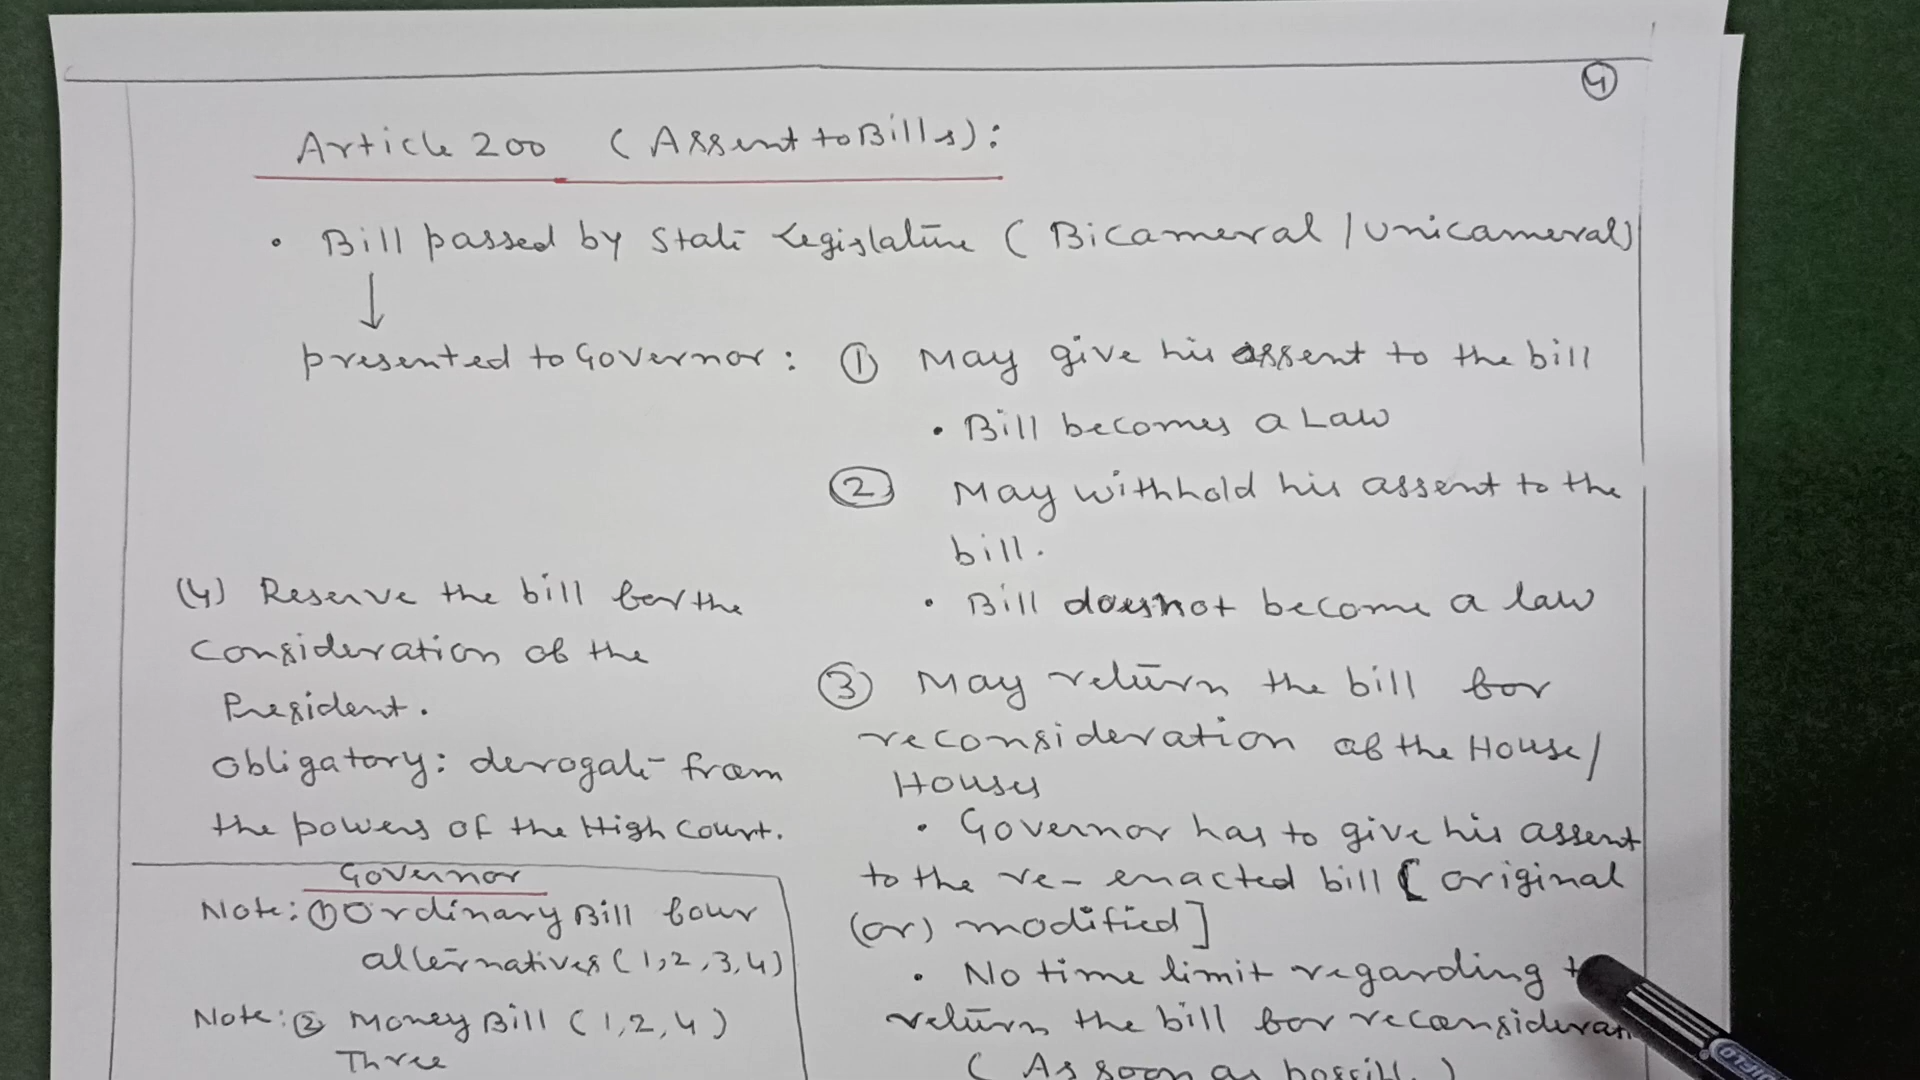 4
Article 200 (Assent to Bills):
• Bill passed by State Legislature (Bicameral / Unicameral)
↓
presented to Governor: ① May give his assent to the bill
• Bill becomes a Law
② May withhold his assent to the
bill.
• Bill does not become a law
③ May return the bill for
reconsideration of the House/
Houses
• Governor has to give his assent
to the re-enacted bill [original
(or) modified]
• No time limit regarding
return the bill for
(As soon as possible)
(4) Reserve the bill for the
Consideration of the
President.
Obligatory: derogate from
the powers of the High Court.
Governor
Note: ① Ordinary Bill four
alternatives (1,2,3,4)
Note: ② Money Bill (1,2,4)
Three